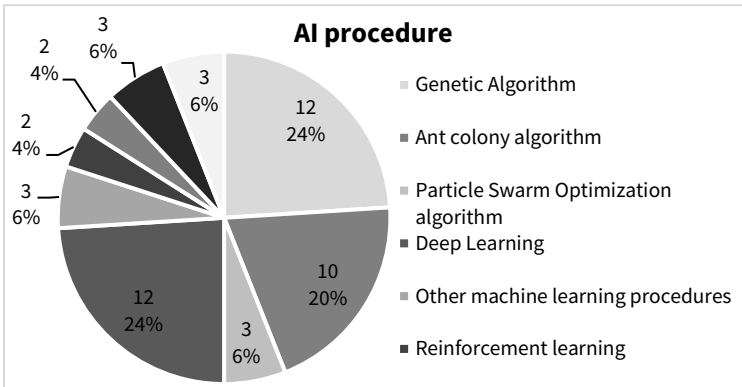 AI procedure
3
6%
2
4%
2
4%
3
6%
3
6%
12
24%
10
20%
3
6%
12
24%
Genetic Algorithm
Ant colony algorithm
Particle Swarm Optimization
algorithm
Deep Learning
Other machine learning procedures
Reinforcement learning